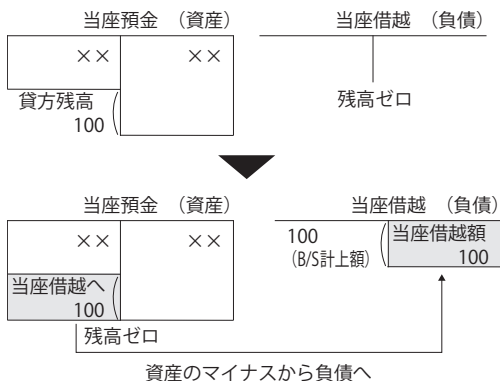 当座預金 （資産）
××
××
貸方残高
100
当座借越 （負債）
残高ゼロ
当座預金 （資産）
××
××
当座借越へ
100
残高ゼロ
当座借越 （負債）
100
（B/S計上額）
当座借越額
100
資産のマイナスから負債へ